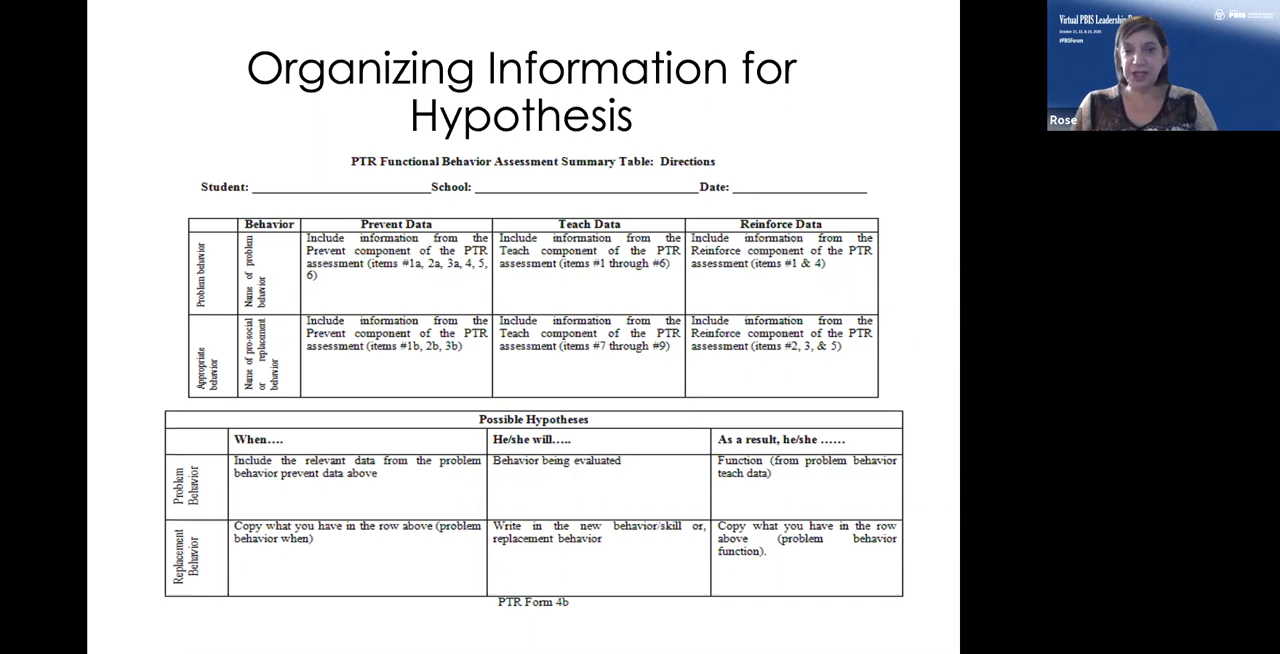 Organizing Information for
Hypothesis
PTR Functional Behavior Assessment Summary Table: Directions
Student: School: Date:
Behavior Prevent Data Teach Data Reinforce Data
Problem behavior
Name of problem
behavior
Include information from the
Prevent component of the PTR
assessment (items #1a, 2a, 3a, 4, 5,
6)
Include information from the
Teach component of the PTR
assessment (items #1 through #6)
Include information from the
Reinforce component of the PTR
assessment (items #1 & 4)
Appropriate
behavior
Name of pro-social
or replacement
behavior
Include information from the
Prevent component of the PTR
assessment (items #1b, 2b, 3b)
Include information from the
Teach component of the PTR
assessment (items #7 through #9)
Include information from the
Reinforce component of the PTR
assessment (items #2, 3, & 5)
Possible Hypotheses
When…. He/she will….. As a result, he/she ……
Problem
Behavior
Include the relevant data from the problem
behavior prevent data above
Behavior being evaluated
Function (from problem behavior
teach data)
Replacement
Behavior
Copy what you have in the row above (problem
behavior when)
Write in the new behavior/skill or,
replacement behavior
Copy what you have in the row
above (problem behavior
function).
PTR Form 4b
Virtual PBIS Leadership
#PBISForum
PBIS
Rose